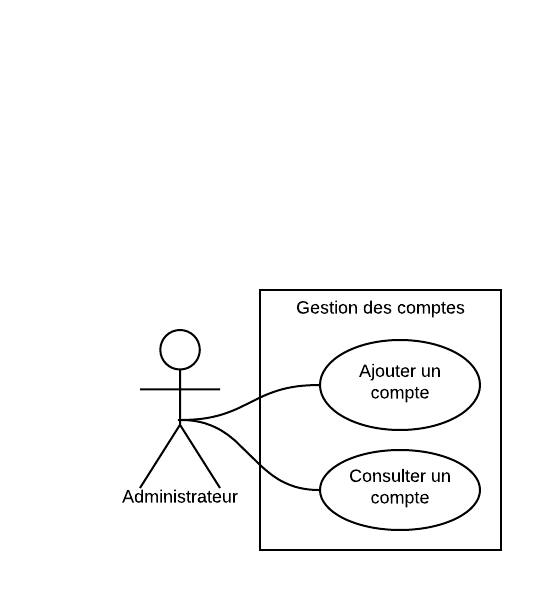 Gestion des comptes
Ajouter un
compte
Consulter un
compte
Administrateur